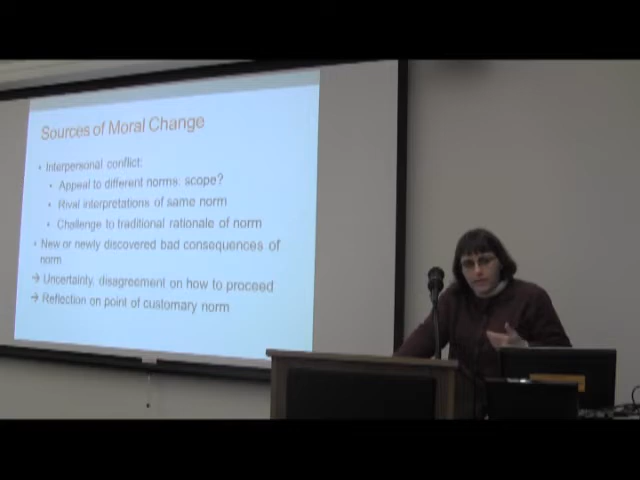 Sources of Moral Change
• Interpersonal conflict:
• Appeal to different norms: scope?
• Rival interpretations of same norm
• Challenge to traditional rationale of norm
• New or newly discovered bad consequences of
norm
→ Uncertainty, disagreement on how to proceed
→ Reflection on point of customary norm